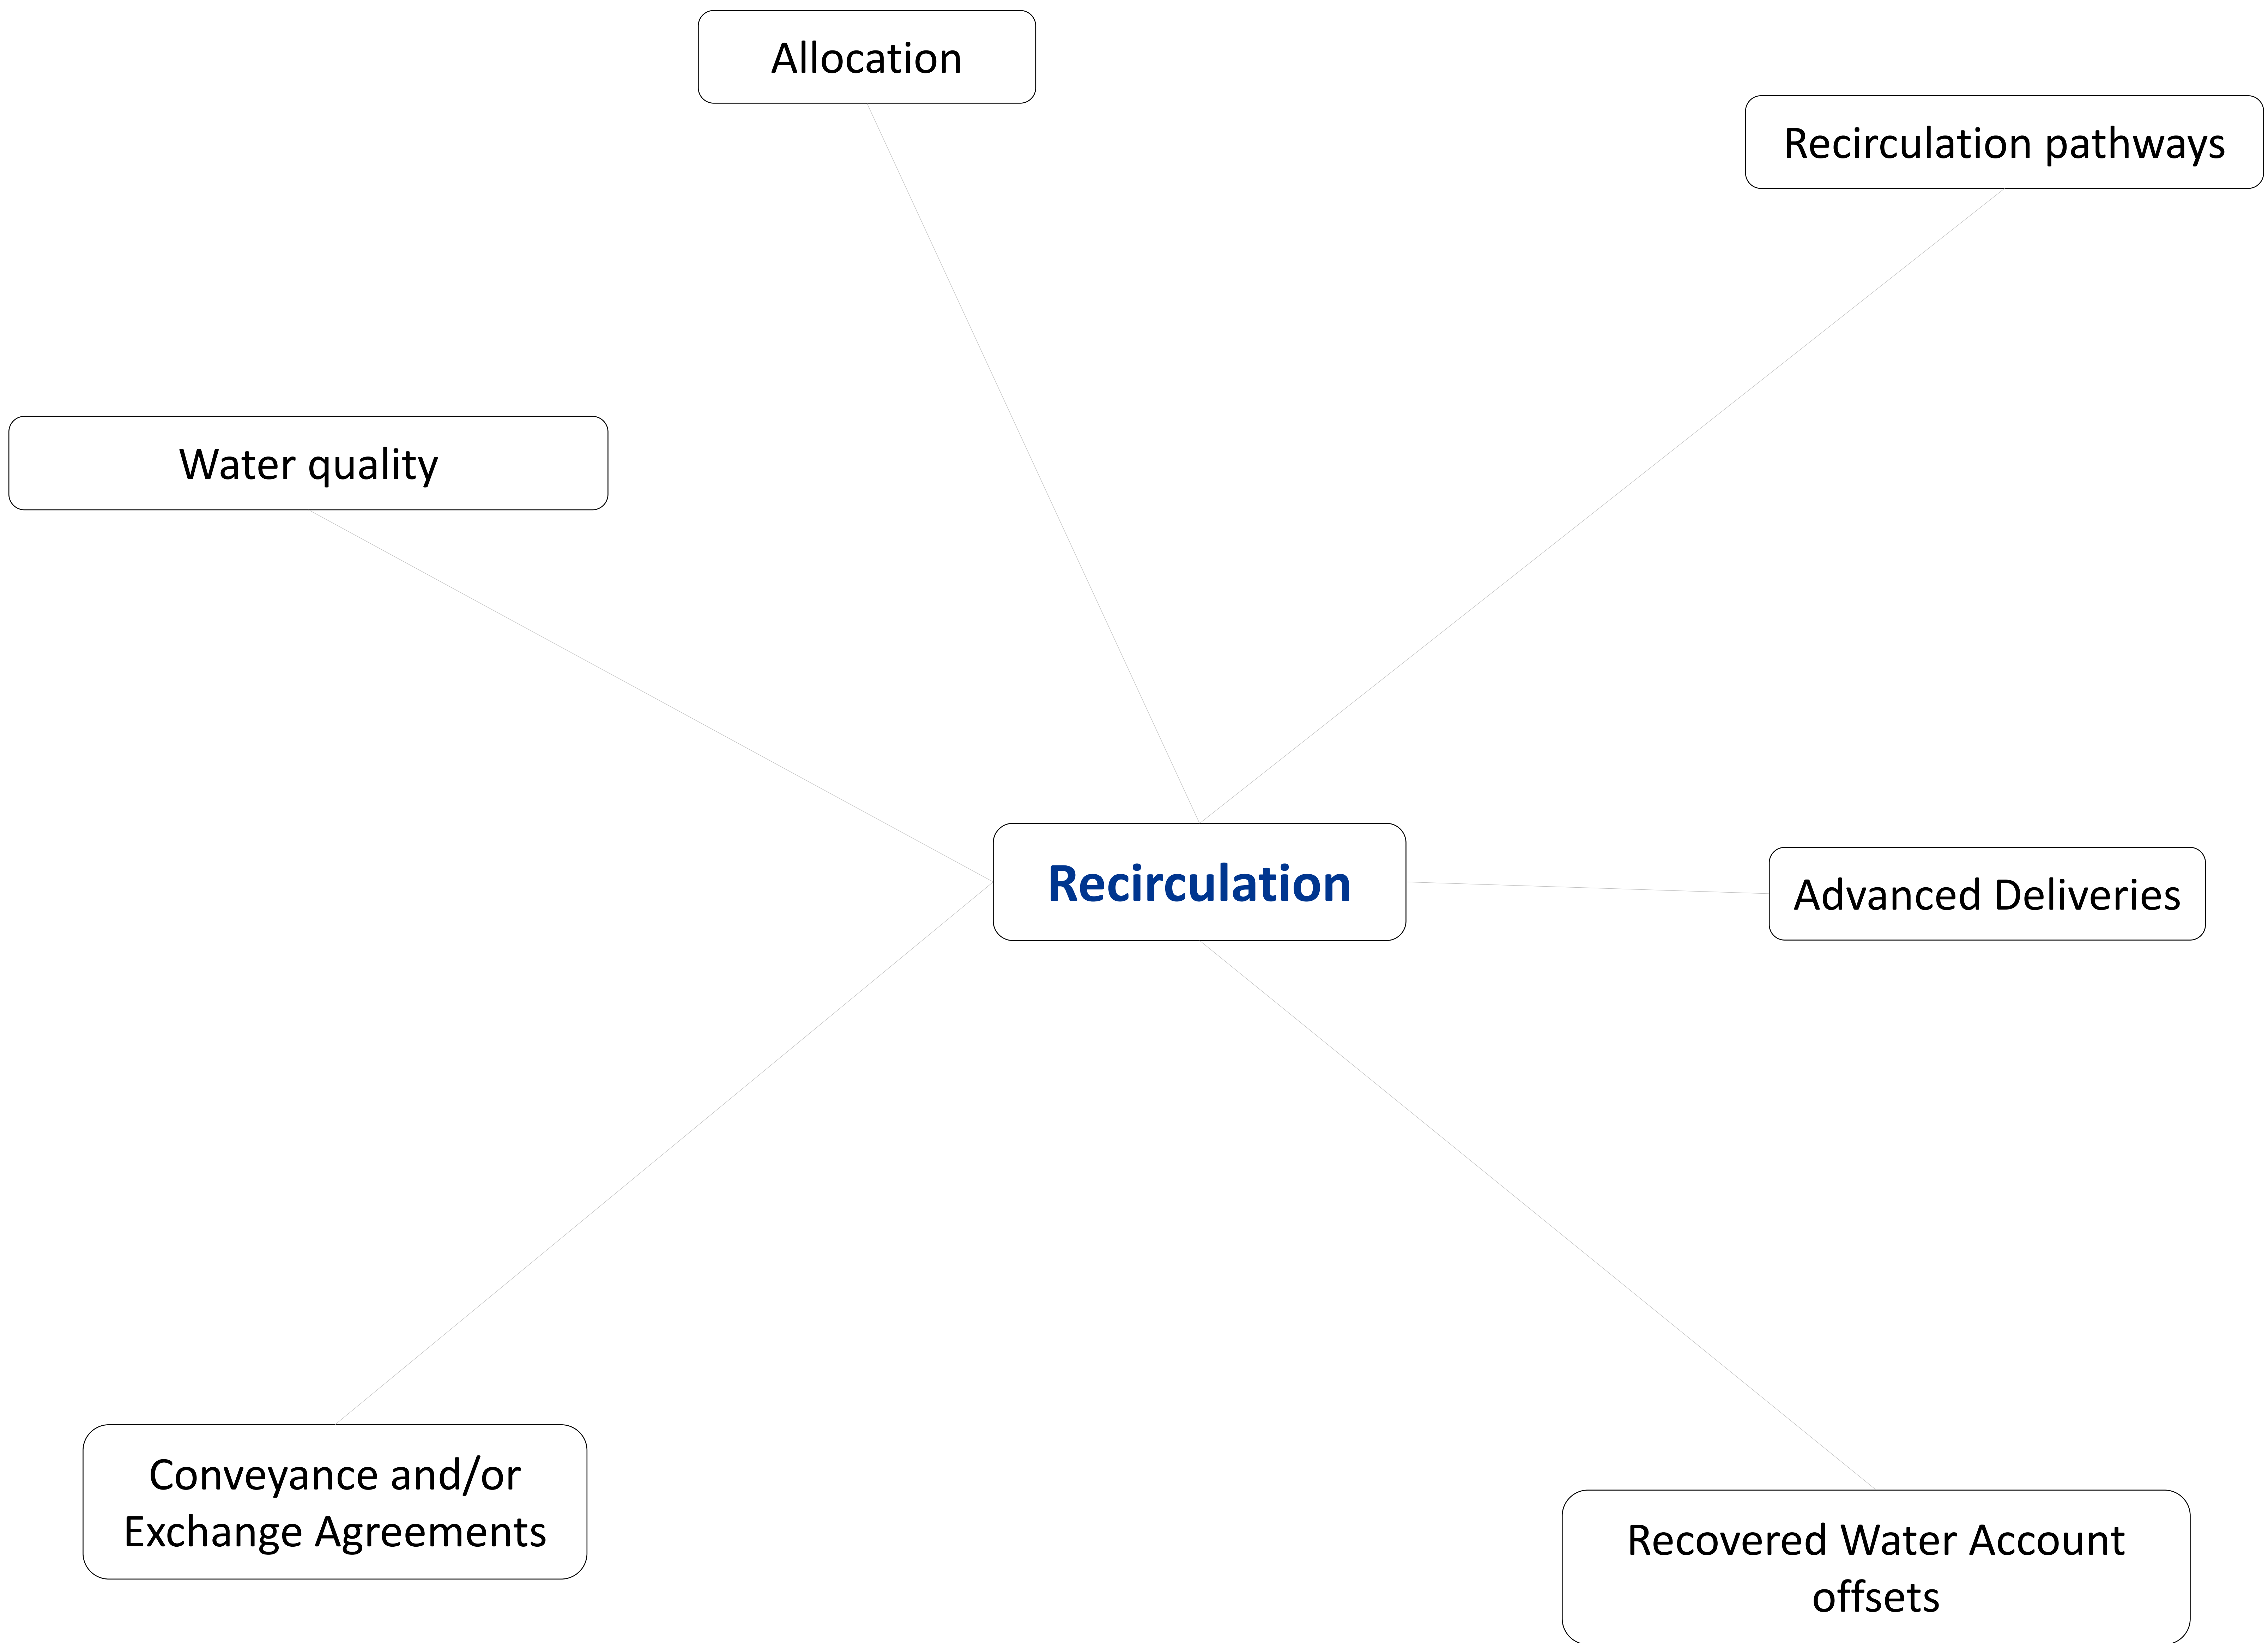 Allocation
Recirculation pathways
Water quality
Recirculation
Advanced Deliveries
Conveyance and/or
Exchange Agreements
Recovered Water Account
offsets